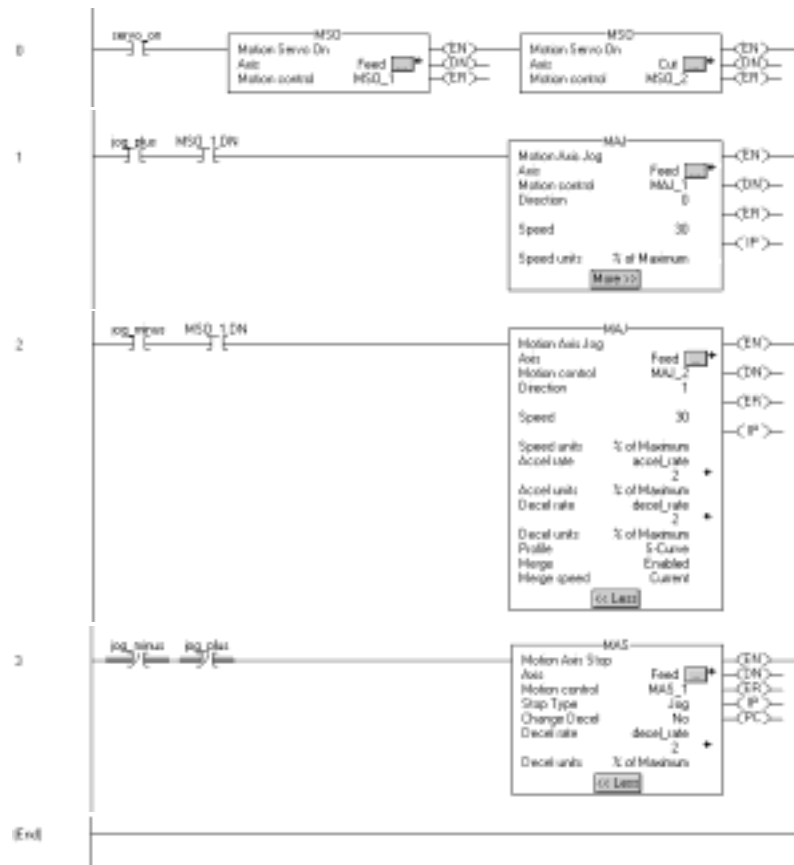 0
servo_on
MSO
Motion Servo On
Axis Feed ...
Motion control MSO_1
EN
DN
ER
MSO
Motion Servo On
Axis Cut ...
Motion control MSO_2
EN
DN
ER
1
jog_plus MSO_1.DN
MAJ
Motion Axis Jog
Axis Feed ...
Motion control MAJ_1
Direction 0
Speed 30
Speed units % of Maximum
More >>
EN
DN
ER
IP
2
jog_minus MSO_1.DN
MAJ
Motion Axis Jog
Axis Feed ...
Motion control MAJ_2
Direction 1
Speed 30
Speed units % of Maximum
Accel rate accel_rate
2
Accel units % of Maximum
Decel rate decel_rate
2
Decel units % of Maximum
Profile S-Curve
Merge Enabled
Merge speed Current
<< Less
EN
DN
ER
IP
3
jog_minus jog_plus
MAS
Motion Axis Stop
Axis Feed ...
Motion control MAS_1
Stop Type Jog
Change Decel No
Decel rate decel_rate
2
Decel units % of Maximum
<< Less
EN
DN
ER
IP
PC
(End)